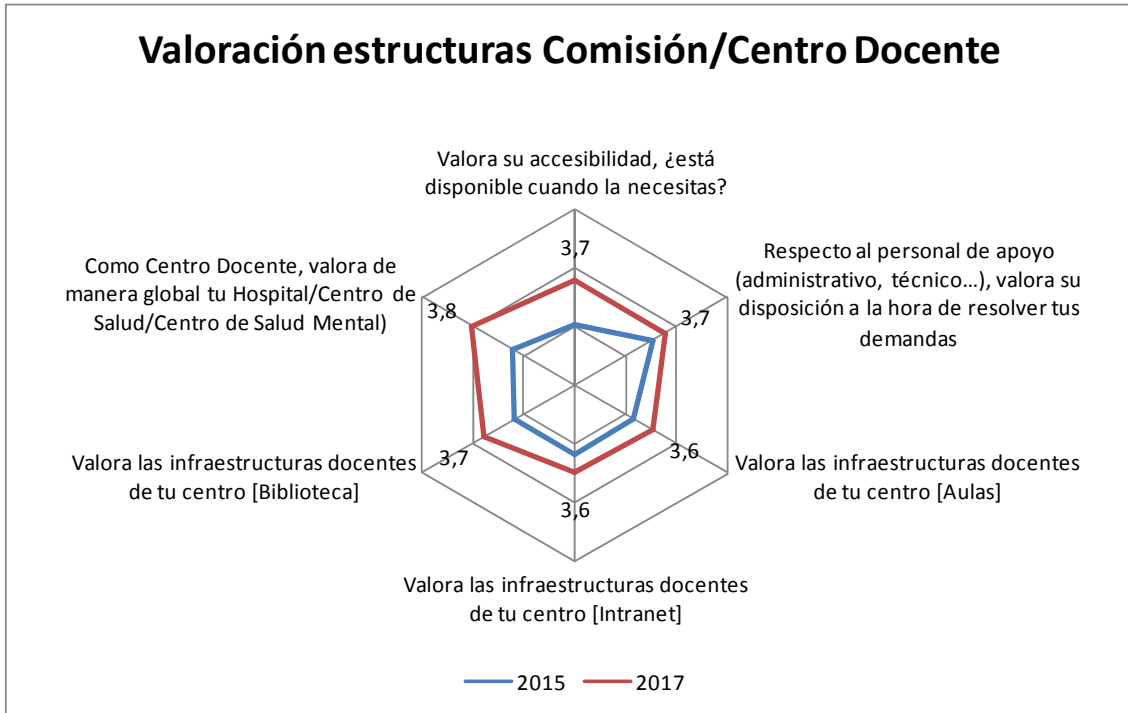 Valoración estructuras Comisión/Centro Docente
Valora su accesibilidad, ¿está
disponible cuando la necesitas?
3,7
Respecto al personal de apoyo
(administrativo, técnico…), valora su
disposición a la hora de resolver tus
demandas
3,7
Valora las infraestructuras docentes
de tu centro [Aulas]
3,6
Valora las infraestructuras docentes
de tu centro [Intranet]
3,6
Valora las infraestructuras docentes
de tu centro [Biblioteca]
3,7
Como Centro Docente, valora de
manera global tu Hospital/Centro de
Salud/Centro de Salud Mental)
3,8
2015
2017